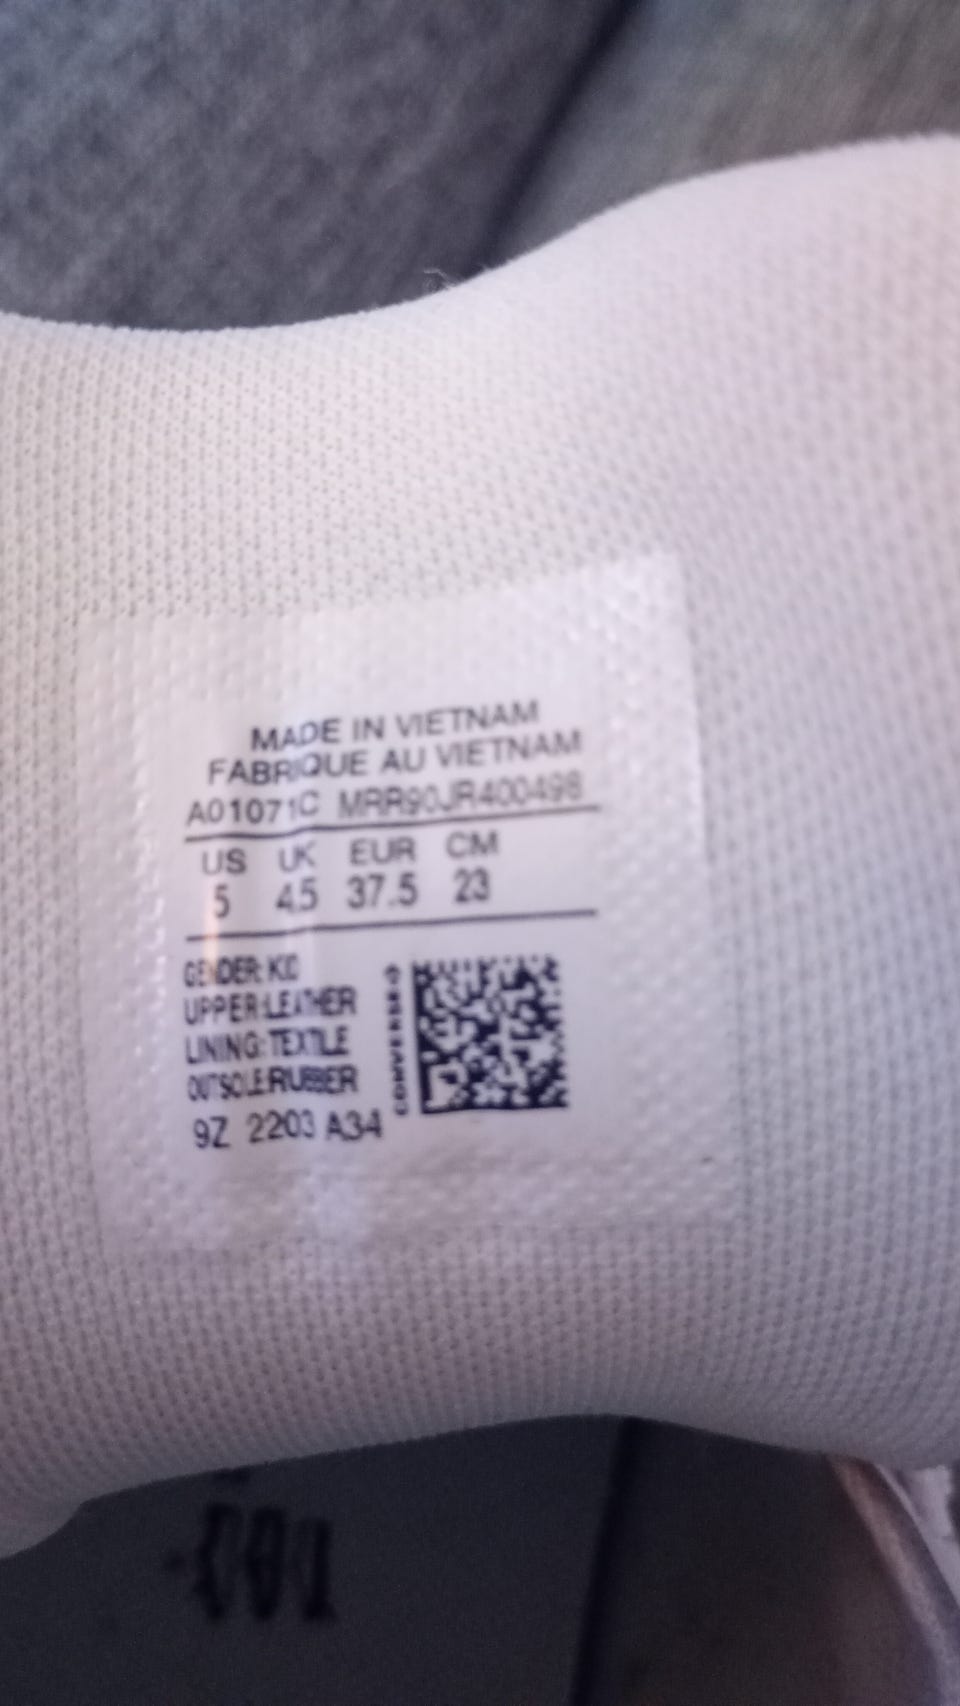 MADE IN VIETNAM
FABRIQUE AU VIETNAM
A01071C MRR90JR400498
US UK EUR CM
5 4.5 37.5 23
GENDER: KID
UPPER:LEATHER
LINING: TEXTILE
OUTSOLE:RUBBER
CONVERSE®
9Z 2203 A34